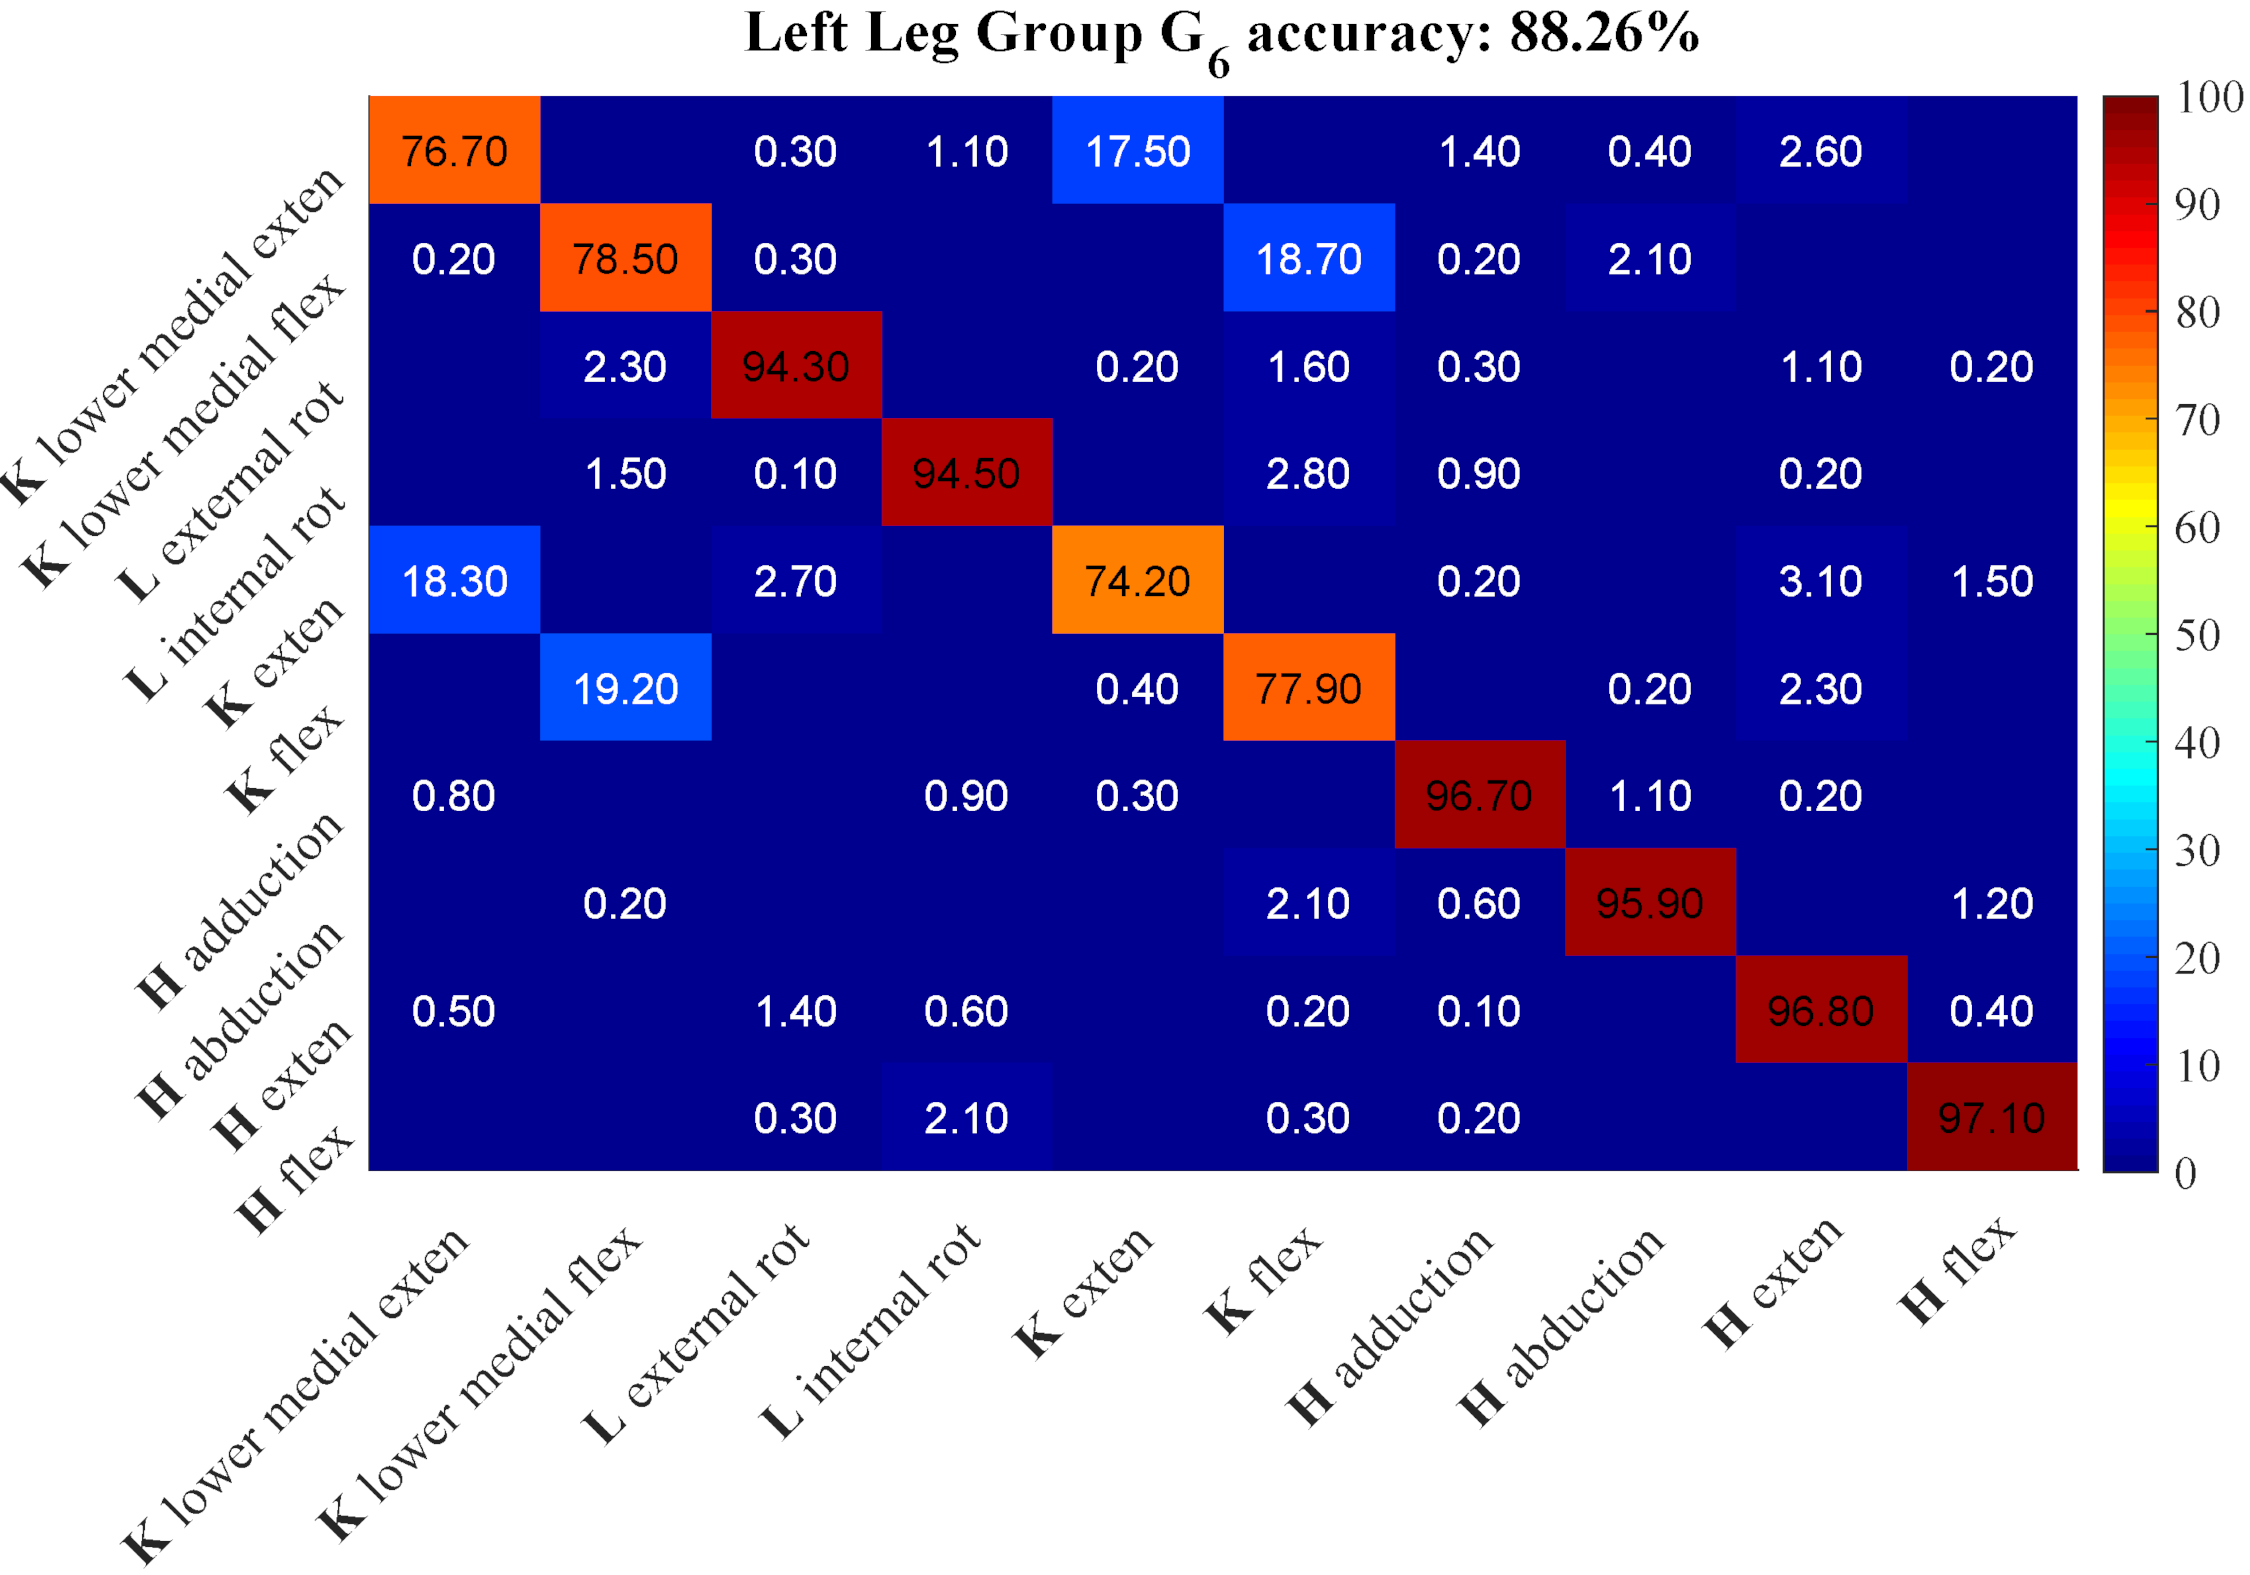 Left Leg Group G6 accuracy: 88.26%
K lower medial exten 76.70 0.30 1.10 17.50 1.40 0.40 2.60
K lower medial flex 0.20 78.50 0.30 18.70 0.20 2.10
L external rot 2.30 94.30 0.20 1.60 0.30 1.10 0.20
L internal rot 1.50 0.10 94.50 2.80 0.90 0.20
K exten 18.30 2.70 74.20 0.20 3.10 1.50
K flex 19.20 0.40 77.90 0.20 2.30
H adduction 0.80 0.90 0.30 96.70 1.10 0.20
H abduction 0.20 2.10 0.60 95.90 1.20
H exten 0.50 1.40 0.60 0.20 0.10 96.80 0.40
H flex 0.30 2.10 0.30 0.20 97.10
K lower medial exten
K lower medial flex
L external rot
L internal rot
K exten
K flex
H adduction
H abduction
H exten
H flex
100
90
80
70
60
50
40
30
20
10
0